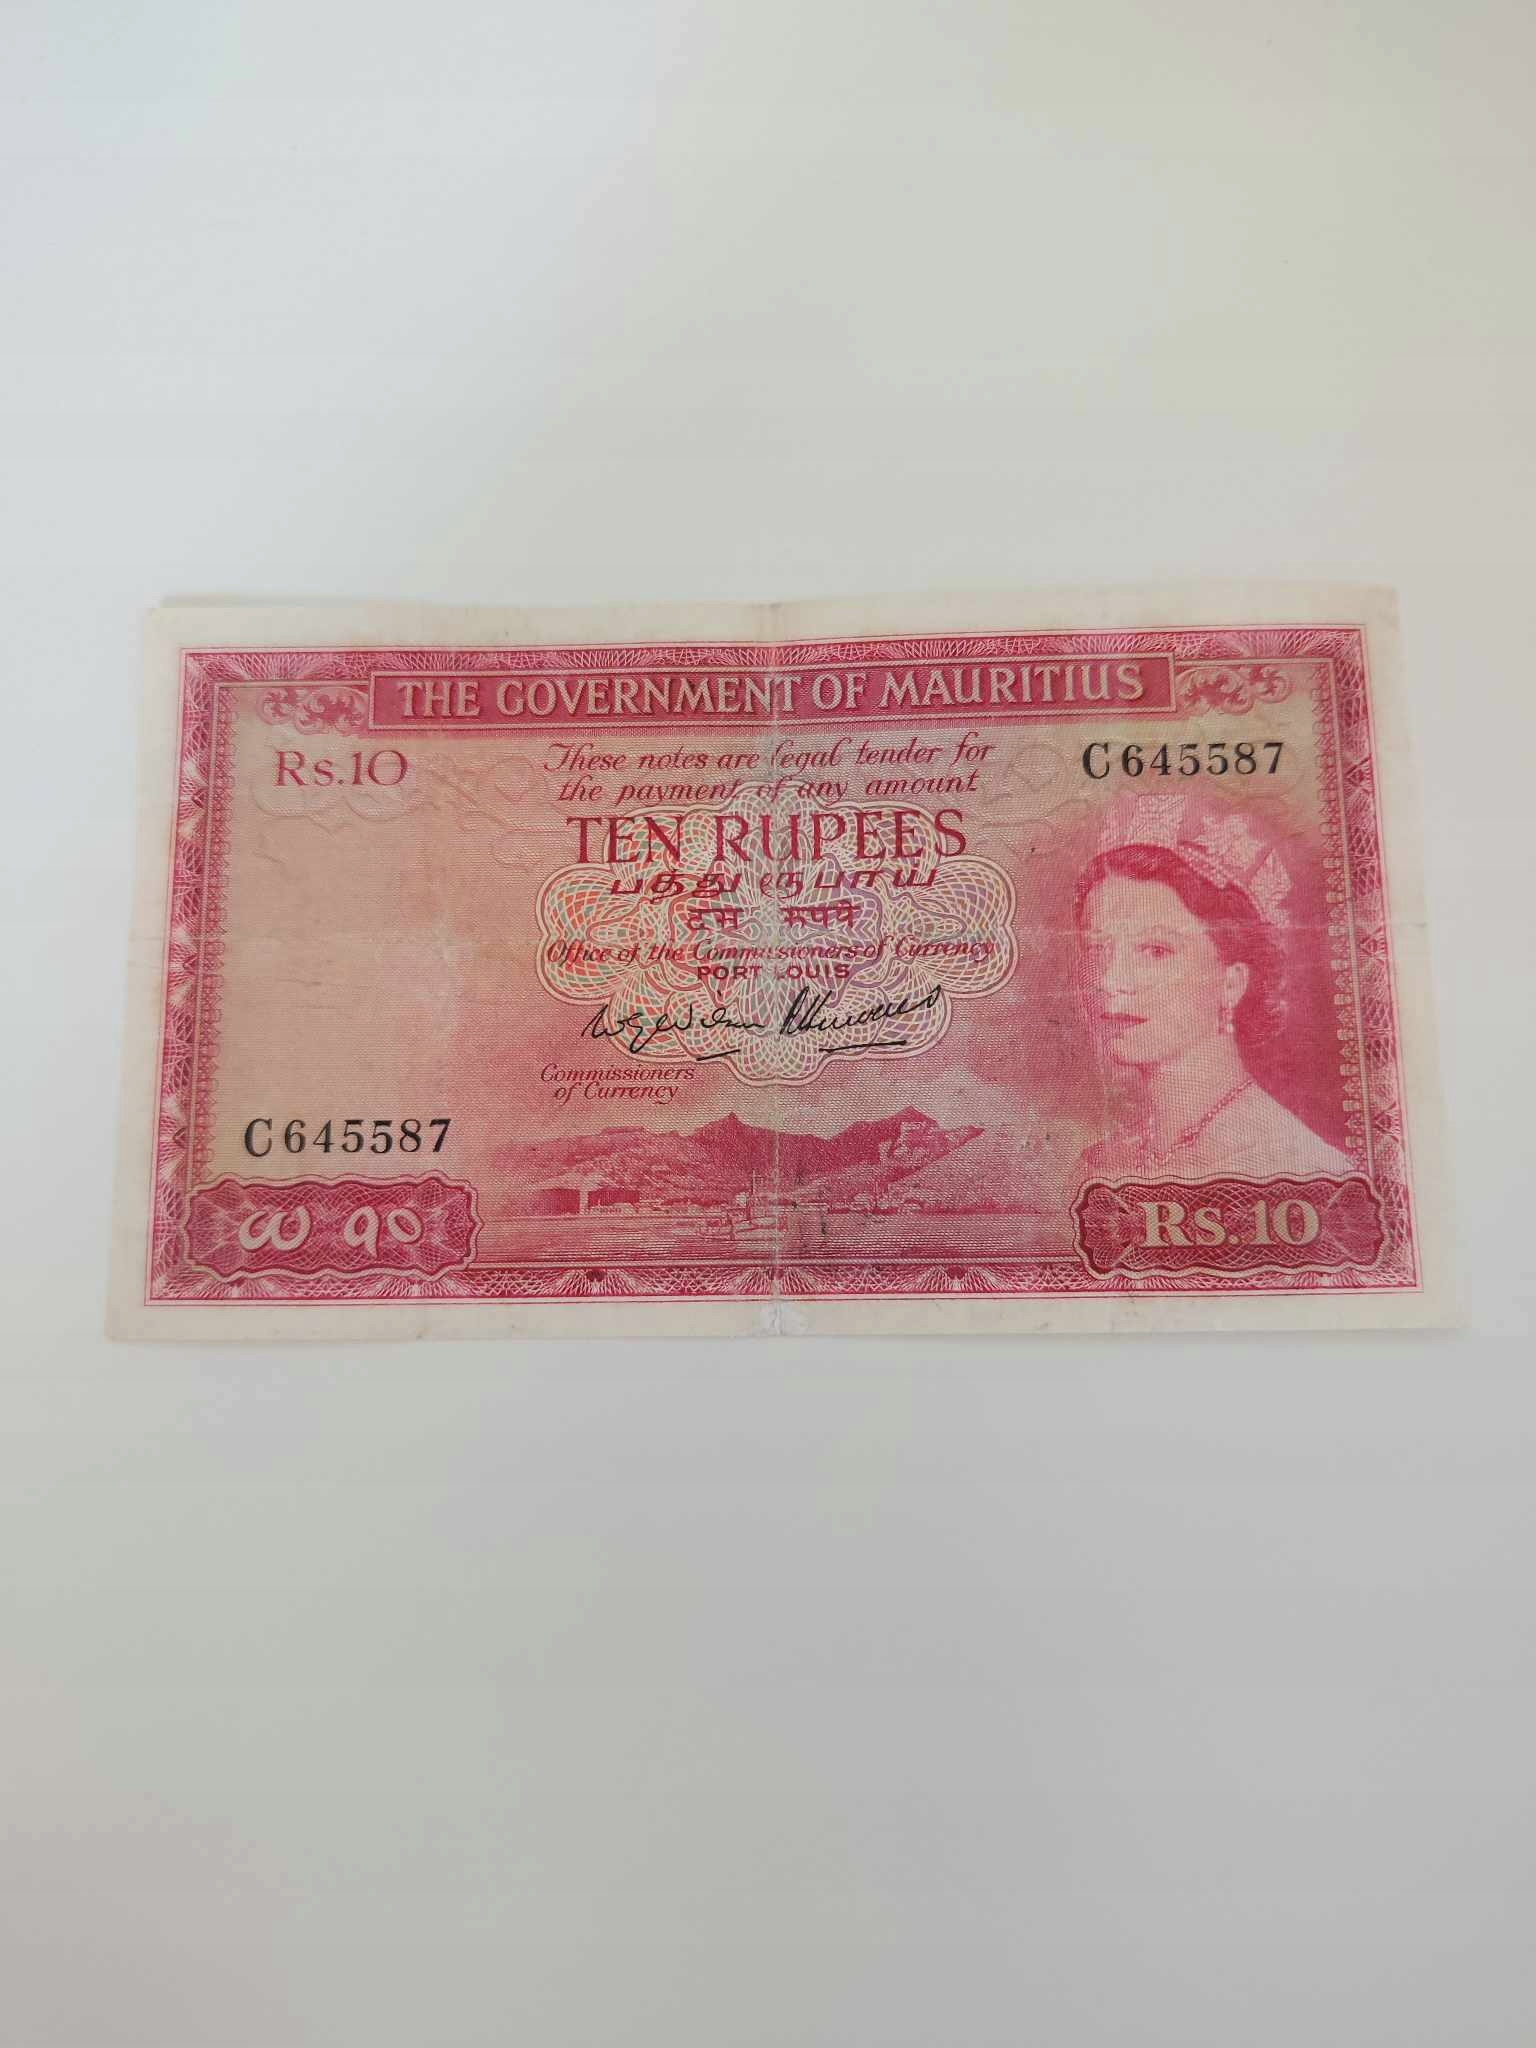 THE GOVERNMENT OF MAURITIUS
Rs.10
These notes are legal tender for
the payment of any amount
C645587
TEN RUPEES
பத்து ரூபாய்
दस रुपये
Office of the Commissioners of Currency
PORT LOUIS
Commissioners
of Currency
C645587
௰ १०
Rs.10